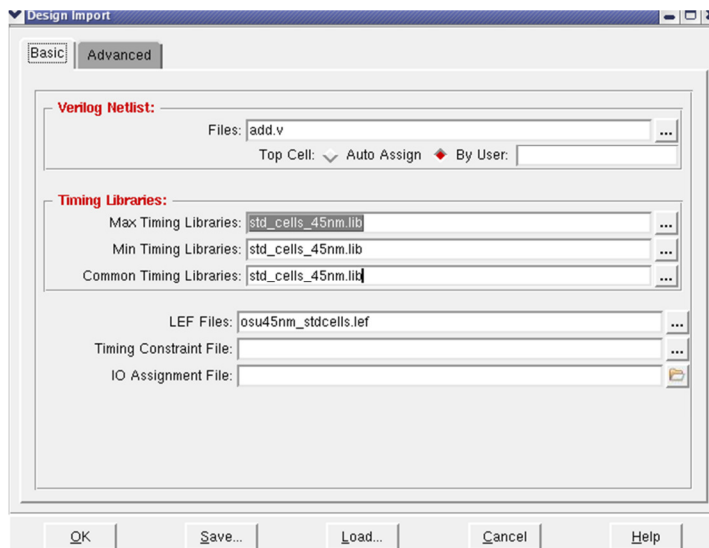 Design Import
Basic Advanced
Verilog Netlist:
Files: add.v ...
Top Cell: Auto Assign By User:
Timing Libraries:
Max Timing Libraries: std_cells_45nm.lib ...
Min Timing Libraries: std_cells_45nm.lib ...
Common Timing Libraries: std_cells_45nm.lib ...
LEF Files: osu45nm_stdcells.lef ...
Timing Constraint File: ...
IO Assignment File:
OK Save... Load... Cancel Help